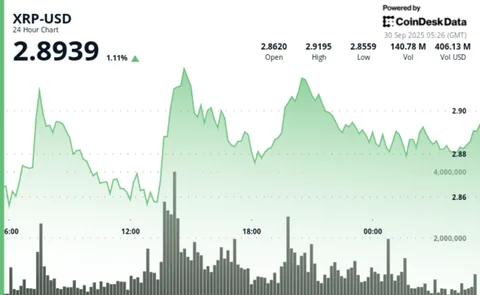 XRP-USD
24 Hour Chart
2.8939 1.11%
Powered by
CoinDesk Data
30 Sep 2025 05:26 (GMT)
2.8620 2.9195 2.8559 140.78 M 406.13 M
Open High Low Vol Vol USD
2.90
2.88
4,000,000
2.86
6:00 12:00 18:00 00:00
2,000,000